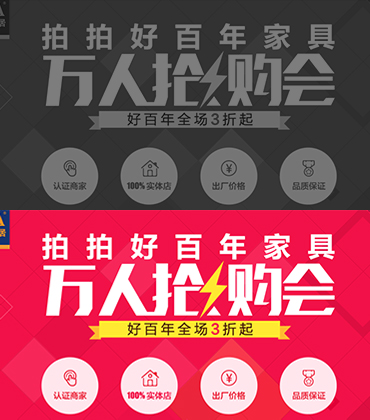 居
拍拍好百年家具
万人抢购会
好百年全场3折起
认证商家 100%实体店 出厂价格 品质保证
居
拍拍好百年家具
万人抢购会
好百年全场3折起
认证商家 100%实体店 出厂价格 品质保证